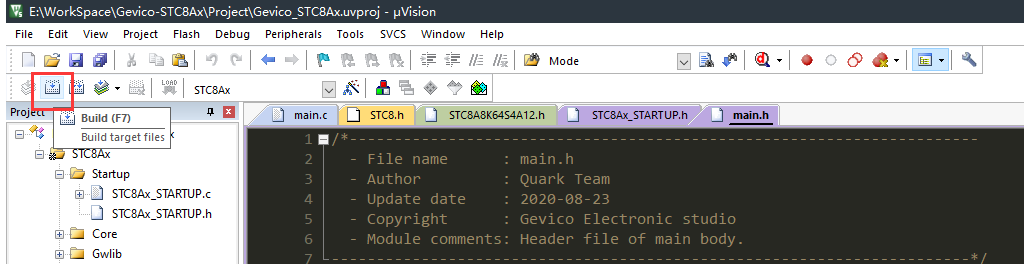 E:\WorkSpace\Gevico-STC8Ax\Project\Gevico_STC8Ax.uvproj - µVision
File Edit View Project Flash Debug Peripherals Tools SVCS Window Help
Mode
LOAD STC8Ax
Project
Build (F7)
Build target files
STC8Ax
Startup
STC8Ax_STARTUP.c
STC8Ax_STARTUP.h
Core
Gwlib
main.c STC8.h STC8A8K64S4A12.h STC8Ax_STARTUP.h main.h
1 /*-----------------------------------------------------------------------
2 - File name : main.h
3 - Author : Quark Team
4 - Update date : 2020-08-23
5 - Copyright : Gevico Electronic studio
6 - Module comments: Header file of main body.
7 -----------------------------------------------------------------------*/